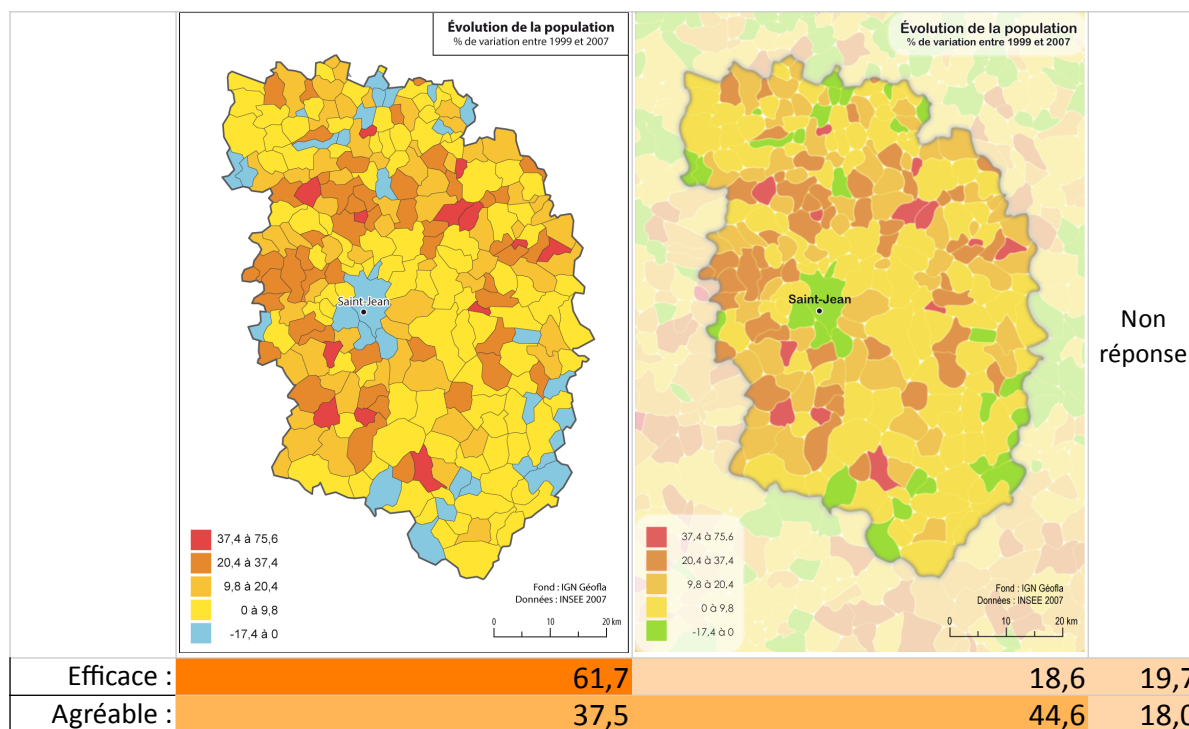 Évolution de la population
% de variation entre 1999 et 2007
Saint-Jean
37,4 à 75,6
20,4 à 37,4
9,8 à 20,4
0 à 9,8
-17,4 à 0
Fond : IGN Géofla
Données : INSEE 2007
0 20 km
Évolution de la population
% de variation entre 1999 et 2007
Saint-Jean
37,4 à 75,6
20,4 à 37,4
9,8 à 20,4
0 à 9,8
-17,4 à 0
Fond : IGN Géofla
Données : INSEE 2007
0 20 km
Non
réponse
Efficace : 61,7 18,6 19,7
Agréable : 37,5 44,6 18,0